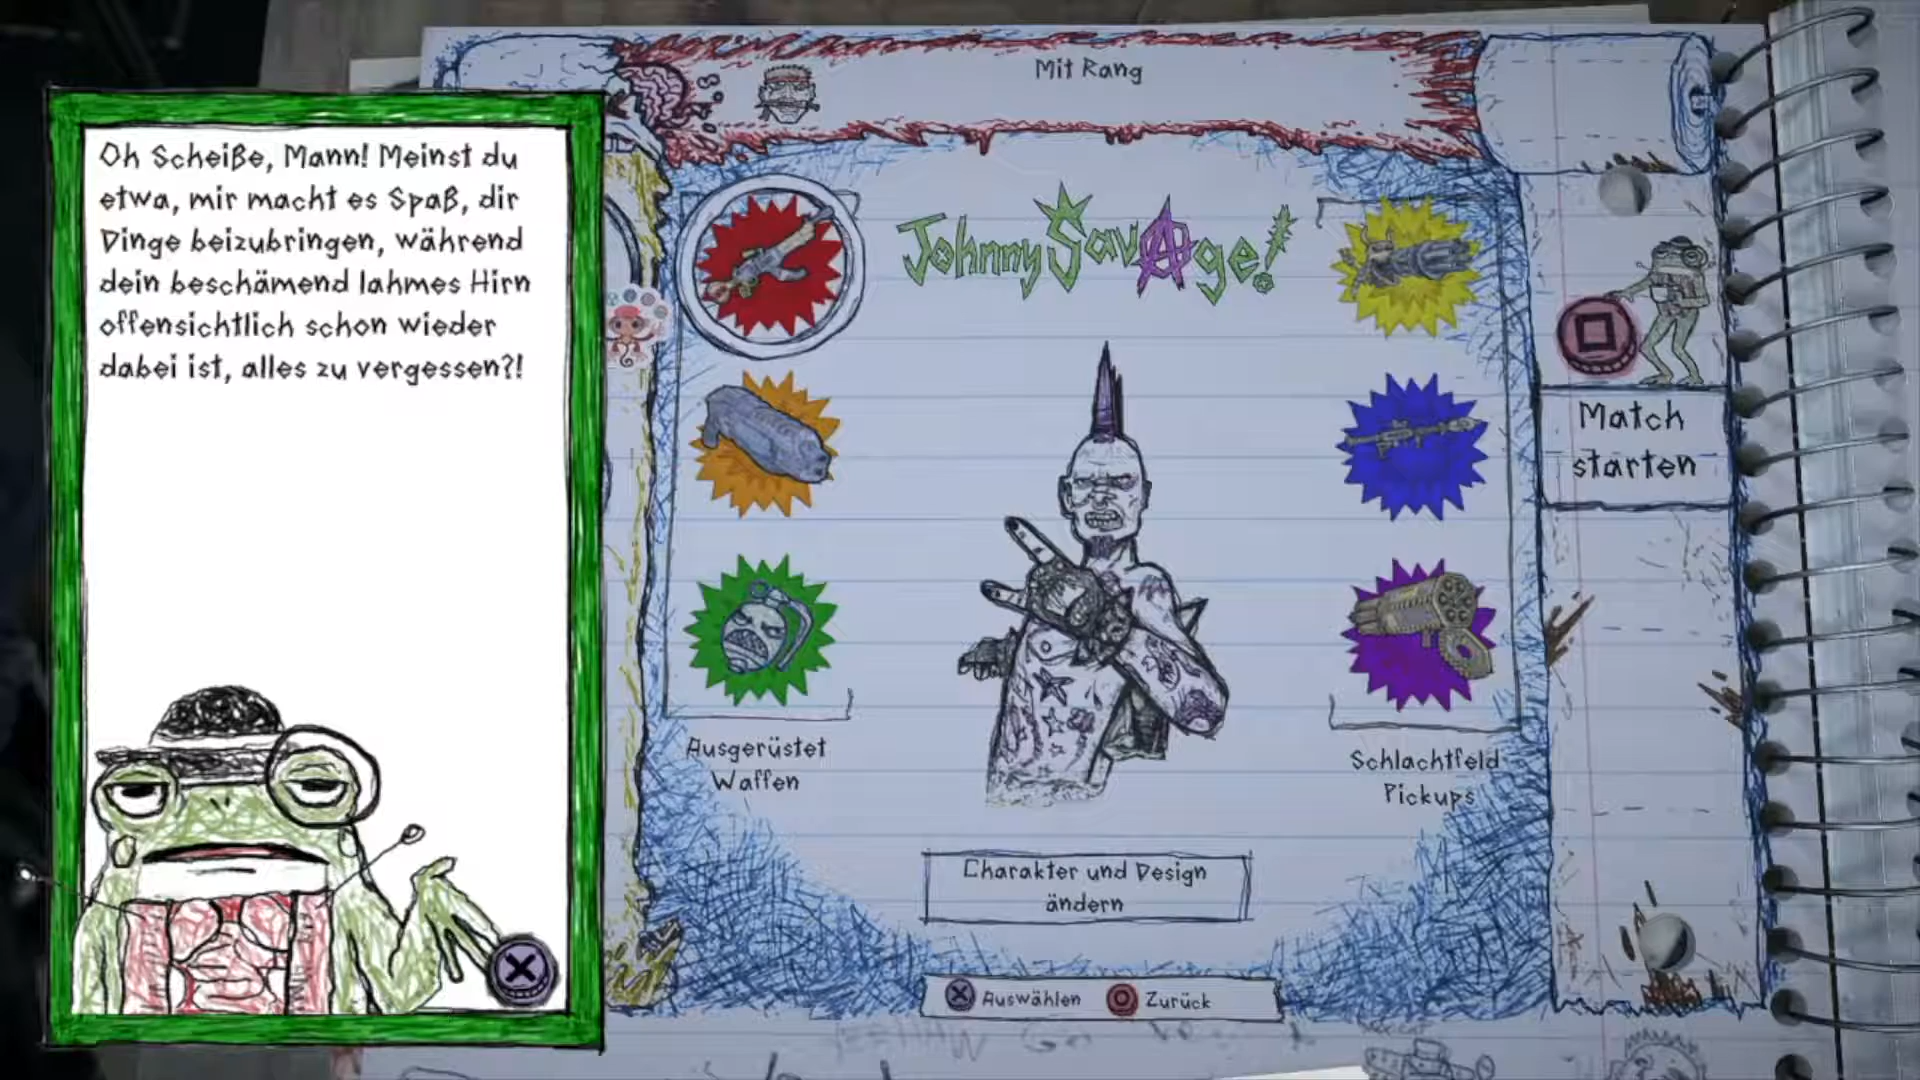 Oh Scheiße, Mann! Meinst du
etwa, mir macht es Spaß, dir
Dinge beizubringen, während
dein beschämend lahmes Hirn
offensichtlich schon wieder
dabei ist, alles zu vergessen?!
Mit Rang
Johnny Savage!
Match
starten
Ausgerüstet
Waffen
Schlachtfeld
Pickups
Charakter und Design
ändern
Auswählen
Zurück